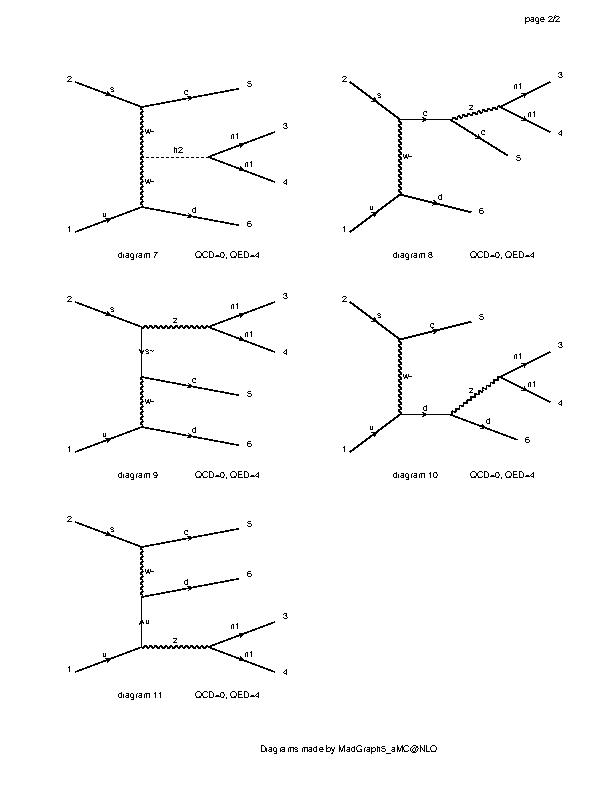 page 2/2
2 s c 5
w-
h2 n1 3
n1 4
w-
u d
1 6
diagram 7 QCD=0, QED=4
2 s c z n1 3
n1 4
c 5
w-
u d 6
1
diagram 8 QCD=0, QED=4
2 s z n1 3
n1 4
s~
c 5
w-
u d 6
1
diagram 9 QCD=0, QED=4
2 s c 5
w-
z n1 3
n1 4
u d d 6
1
diagram 10 QCD=0, QED=4
2 s c 5
w-
d 6
u
u z n1 3
n1 4
1
diagram 11 QCD=0, QED=4
Diagrams made by MadGraph5_aMC@NLO